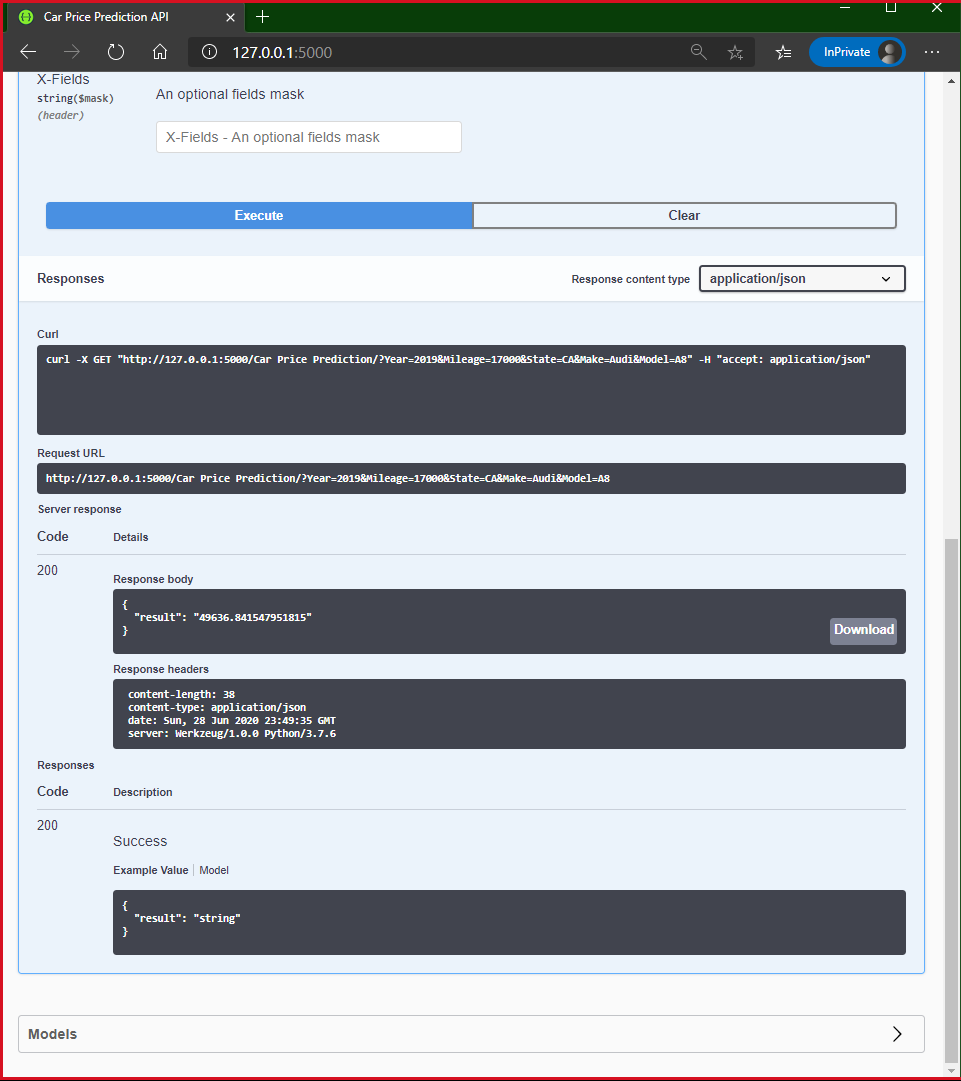 Car Price Prediction API
127.0.0.1:5000
InPrivate
X-Fields
string($mask)
(header)
An optional fields mask
X-Fields - An optional fields mask
Execute
Clear
Responses
Response content type
application/json
Curl
curl -X GET "http://127.0.0.1:5000/Car Price Prediction/?Year=2019&Mileage=17000&State=CA&Make=Audi&Model=A8" -H "accept: application/json"
Request URL
http://127.0.0.1:5000/Car Price Prediction/?Year=2019&Mileage=17000&State=CA&Make=Audi&Model=A8
Server response
Code
Details
200
Response body
{
"result": "49636.841547951815"
}
Download
Response headers
content-length: 38
content-type: application/json
date: Sun, 28 Jun 2020 23:49:35 GMT
server: Werkzeug/1.0.0 Python/3.7.6
Responses
Code
Description
200
Success
Example Value
Model
{
"result": "string"
}
Models